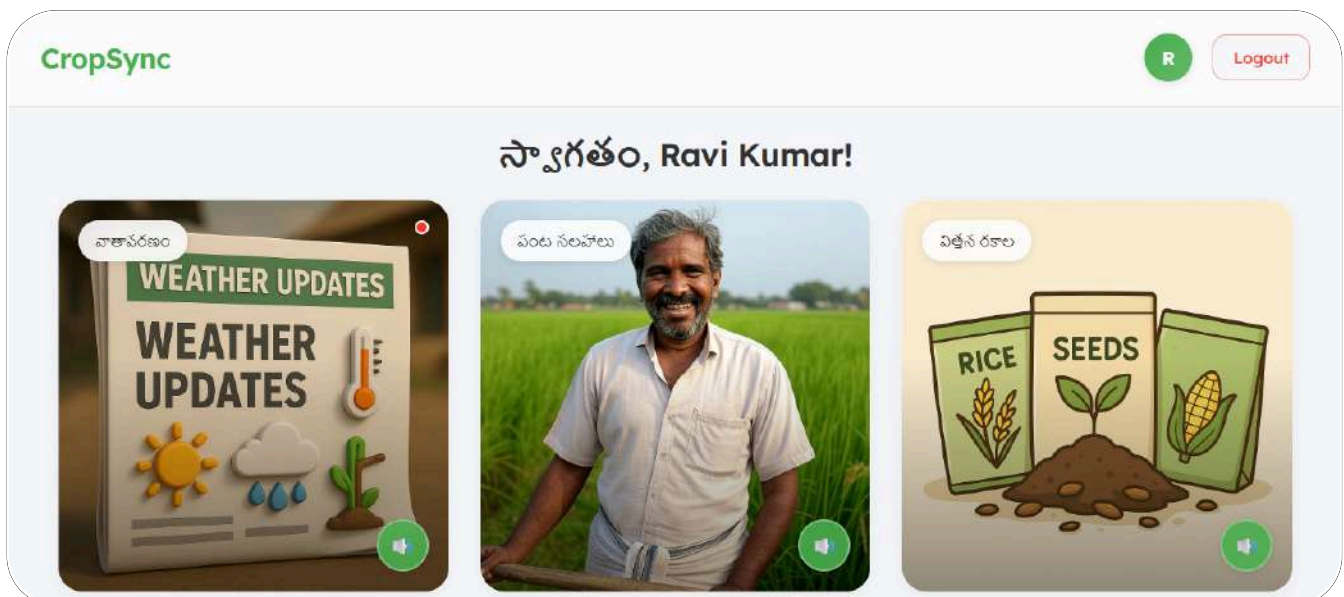 CropSync
R
Logout
స్వాగతం, Ravi Kumar!
వాతావరణం
WEATHER UPDATES
WEATHER
UPDATES
పంట సలహాలు
విత్తన రకాల
RICE
SEEDS